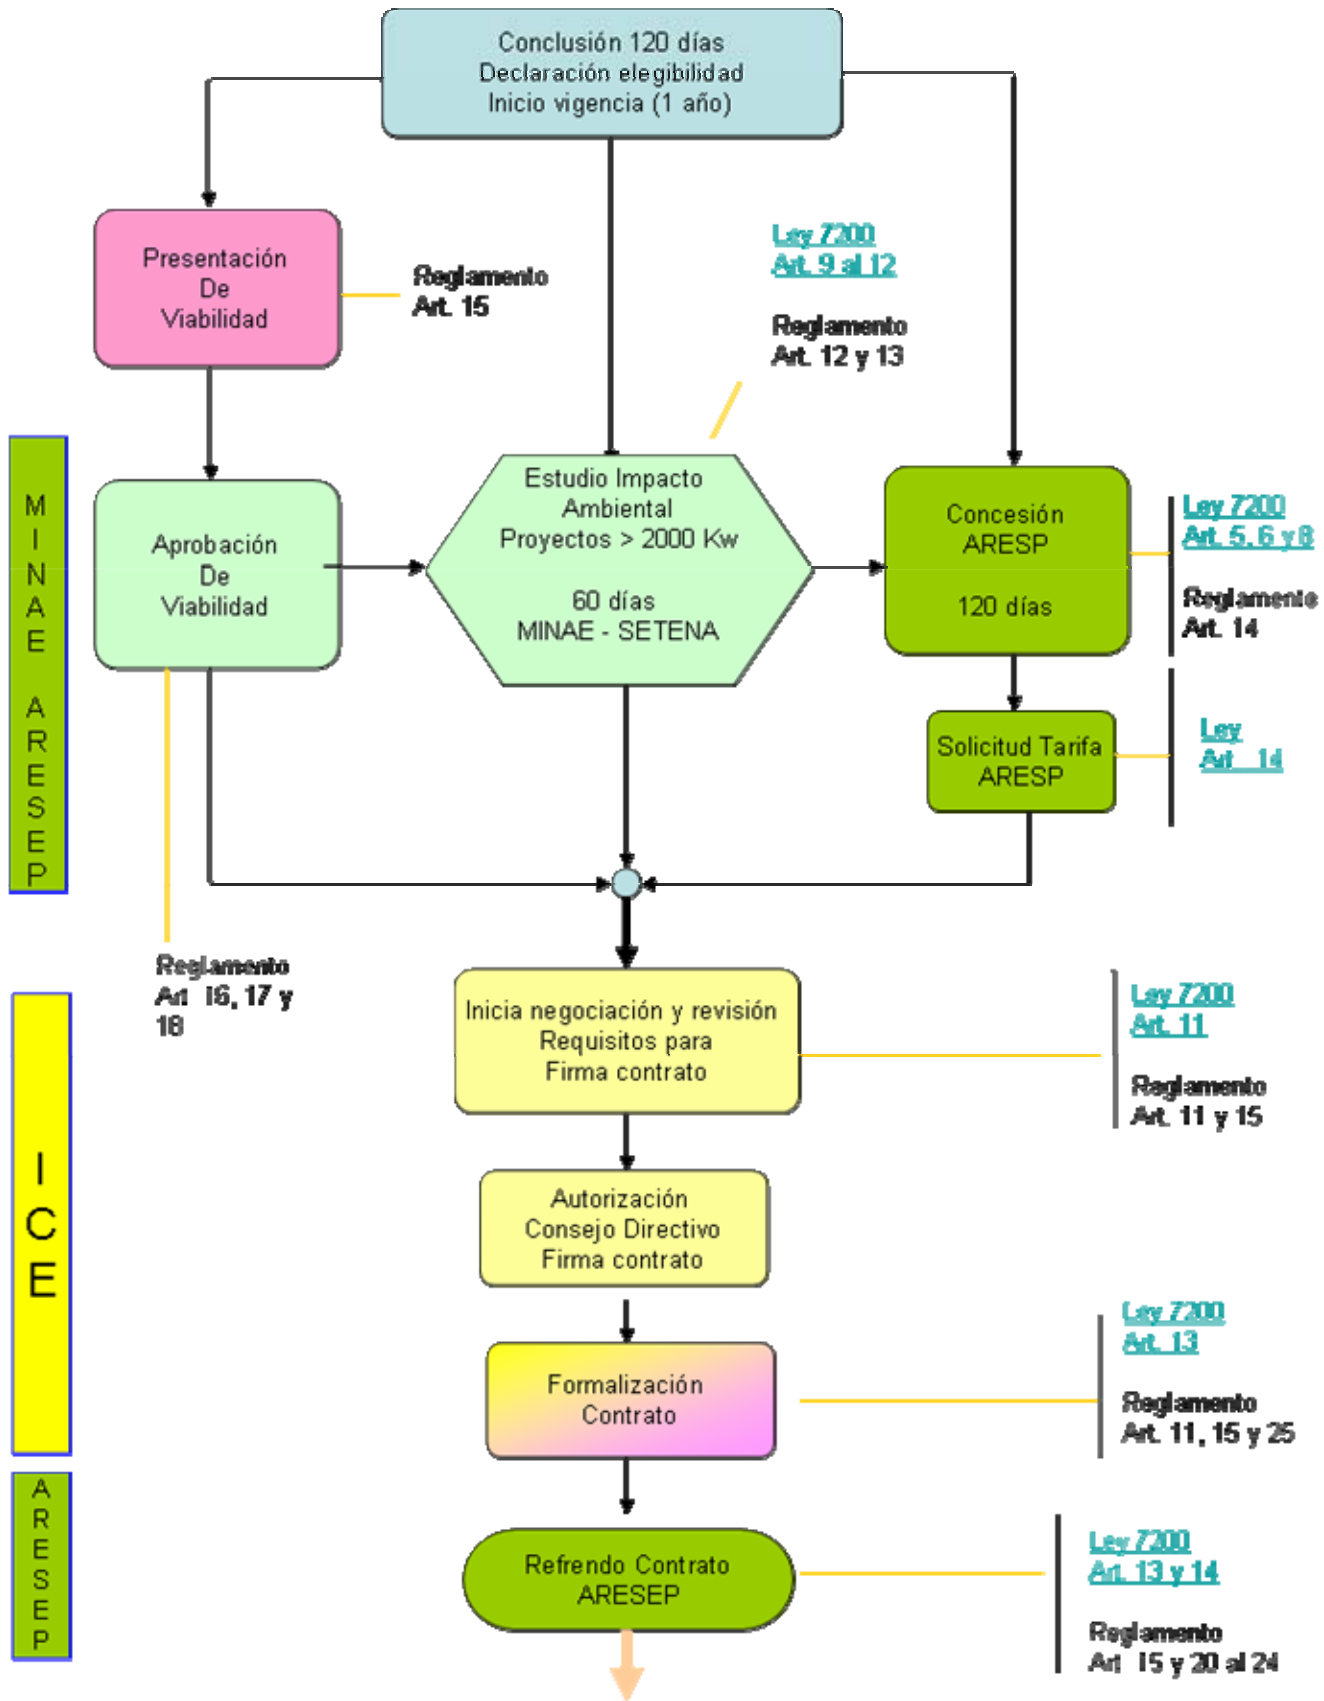 Conclusión 120 días
Declaración elegibilidad
Inicio vigencia (1 año)
Presentación
De
Viabilidad
Reglamento
Art. 15
Ley 7200
Art. 9 al 12
Reglamento
Art. 12 y 13
MINAE ARESEP
Aprobación
De
Viabilidad
Estudio Impacto
Ambiental
Proyectos > 2000 Kw
60 días
MINAE - SETENA
Concesión
ARESP
120 días
Ley 7200
Art. 5, 6 y 8
Reglamento
Art. 14
Solicitud Tarifa
ARESP
Ley
Art 14
Reglamento
Art 16, 17 y
18
ICE
Inicia negociación y revisión
Requisitos para
Firma contrato
Ley 7200
Art. 11
Reglamento
Art. 11 y 15
Autorización
Consejo Directivo
Firma contrato
Formalización
Contrato
Ley 7200
Art. 13
Reglamento
Art. 11, 15 y 25
ARESEP
Refrendo Contrato
ARESEP
Ley 7200
Art. 13 y 14
Reglamento
Art 15 y 20 al 24